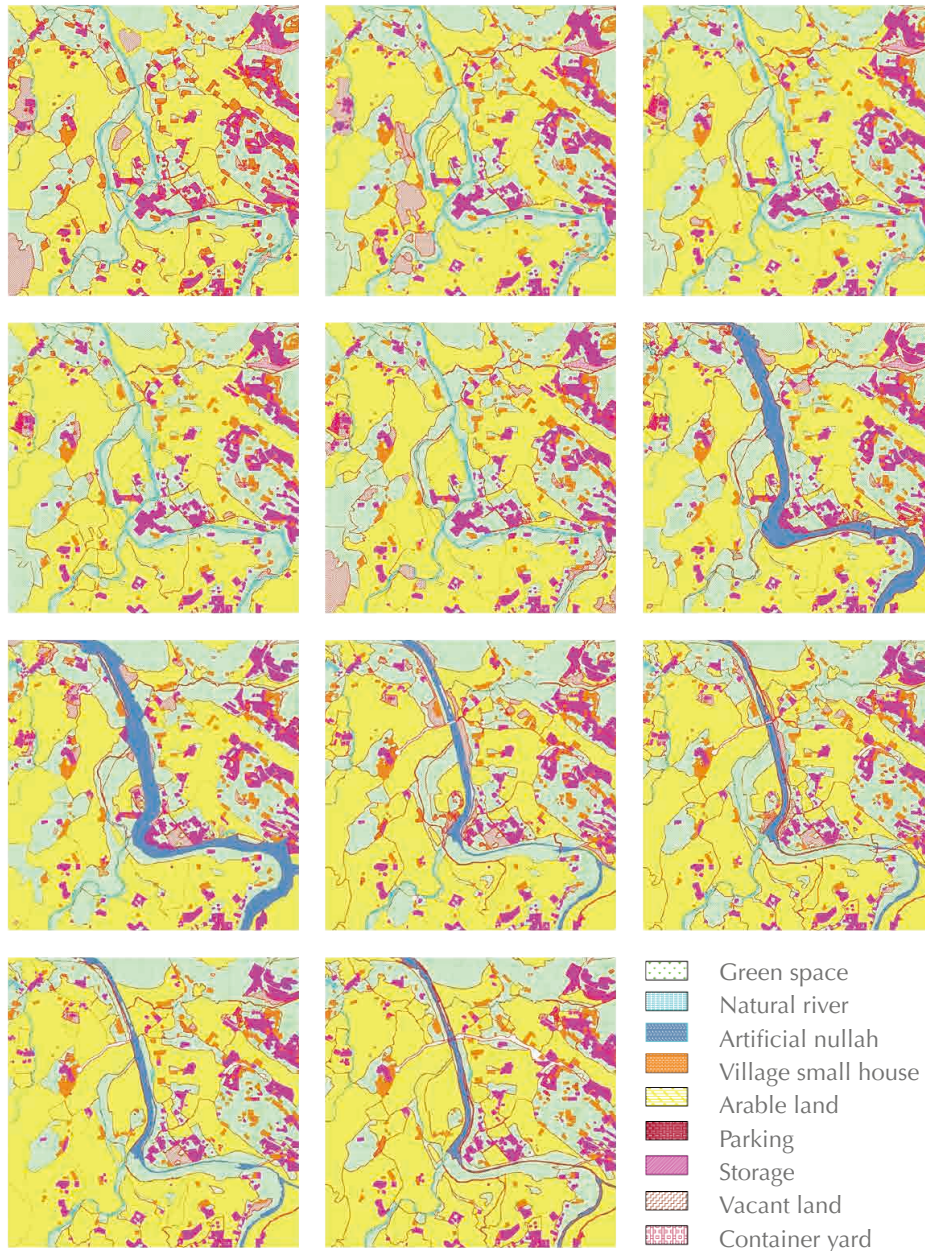 Green space
Natural river
Artificial nullah
Village small house
Arable land
Parking
Storage
Vacant land
Container yard